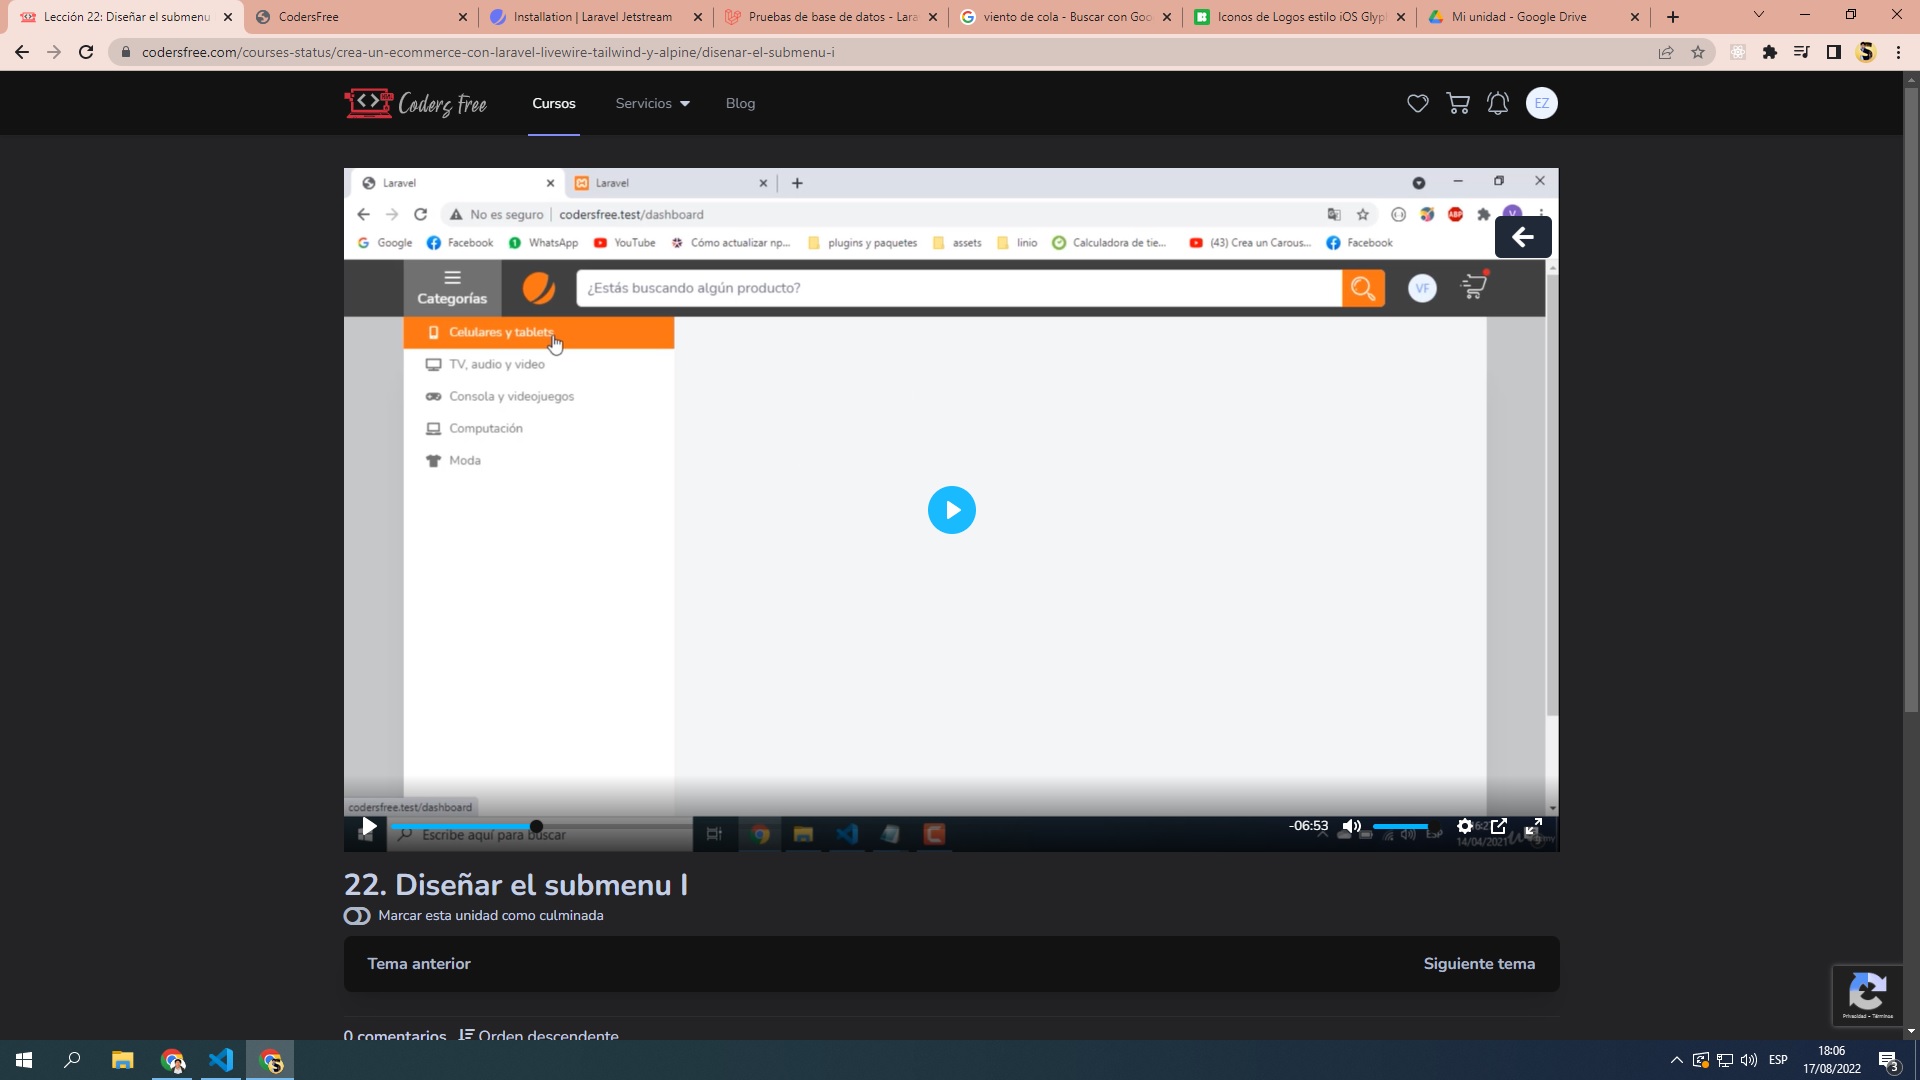 Lección 22: Diseñar el submenu
CodersFree
Installation | Laravel Jetstream
Pruebas de base de datos - Lara
viento de cola - Buscar con Goo
Iconos de Logos estilo iOS Glyp
Mi unidad - Google Drive
codersfree.com/courses-status/crea-un-ecommerce-con-laravel-livewire-tailwind-y-alpine/disenar-el-submenu-i
Coders Free
Cursos
Servicios
Blog
EZ
Laravel
Laravel
No es seguro
codersfree.test/dashboard
ABP
V
Google
Facebook
WhatsApp
YouTube
Cómo actualizar np...
plugins y paquetes
assets
linio
Calculadora de tie...
(43) Crea un Carous...
Facebook
Categorías
¿Estás buscando algún producto?
VF
Celulares y tablets
TV, audio y video
Consola y videojuegos
Computación
Moda
codersfree.test/dashboard
Escribe aquí para buscar
-06:53
ESP
14/04/2021
22. Diseñar el submenu I
Marcar esta unidad como culminada
Tema anterior
Siguiente tema
Privacidad - Términos
0 comentarios
Orden descendente
ESP
18:06
17/08/2022
3